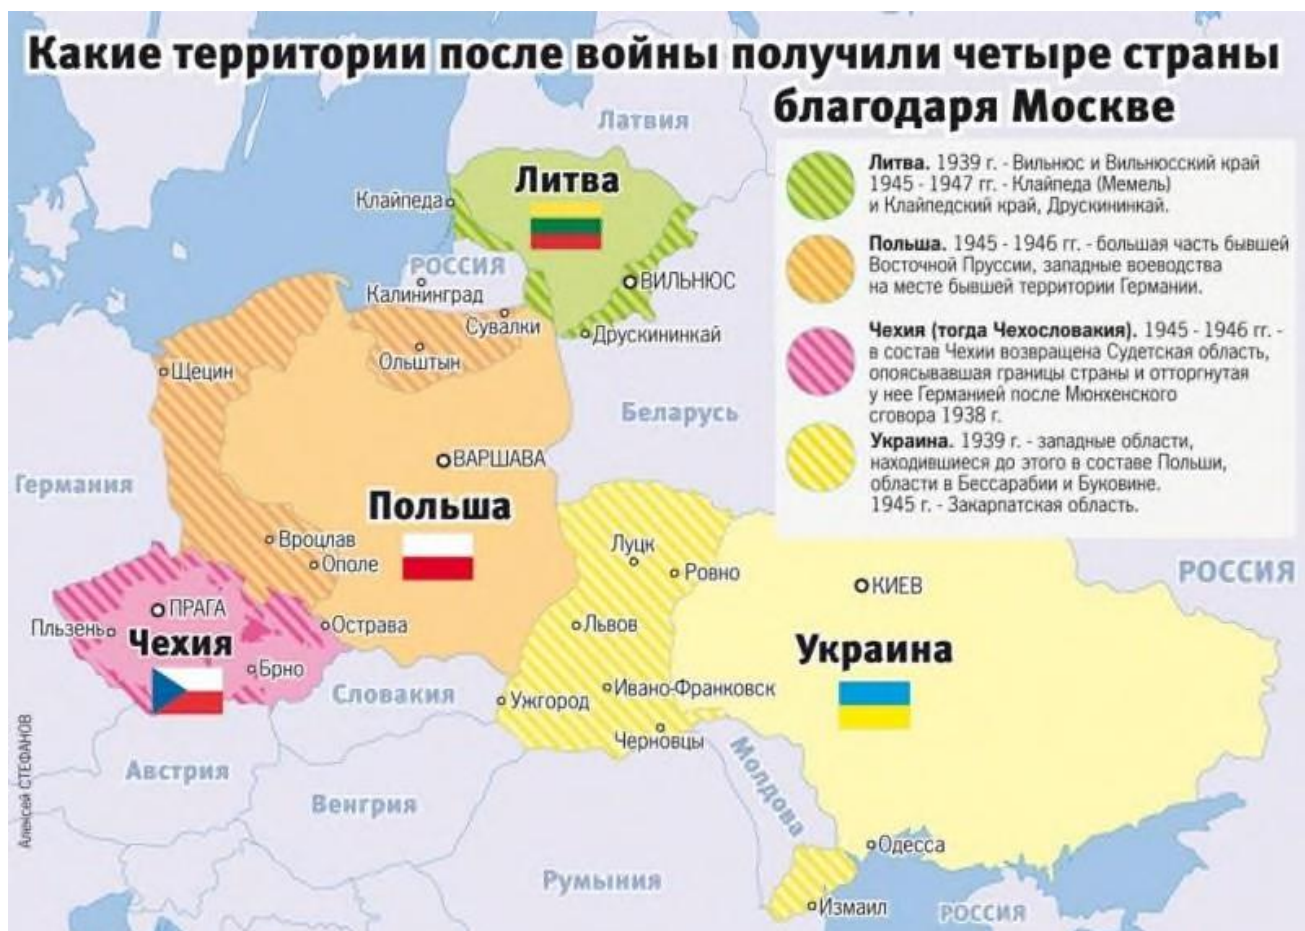 Какие территории после войны получили четыре страны
благодаря Москве
Латвия
Литва. 1939 г. - Вильнюс и Вильнюсский край
1945 - 1947 гг. - Клайпеда (Мемель)
и Клайпедский край, Друскининкай.
Польша. 1945 - 1946 гг. - большая часть бывшей
Восточной Пруссии, западные воеводства
на месте бывшей территории Германии.
Чехия (тогда Чехословакия). 1945 - 1946 гг. -
в состав Чехии возвращена Судетская область,
опоясывавшая границы страны и отторгнутая
у нее Германией после Мюнхенского
сговора 1938 г.
Украина. 1939 г. - западные области,
находившиеся до этого в составе Польши,
области в Бессарабии и Буковине.
1945 г. - Закарпатская область.
Литва
Клайпеда
РОССИЯ
ВИЛЬНЮС
Калининград
Сувалки
Друскининкай
Ольштын
Щецин
Беларусь
ВАРШАВА
Германия
Польша
Вроцлав
Ополе
Луцк
Ровно
КИЕВ
РОССИЯ
ПРАГА
Пльзень
Чехия
Острава
Львов
Украина
Брно
Словакия
Ужгород
Ивано-Франковск
Черновцы
Молдова
Австрия
Венгрия
Одесса
Румыния
Измаил
РОССИЯ
Алексей СТЕФАНОВ